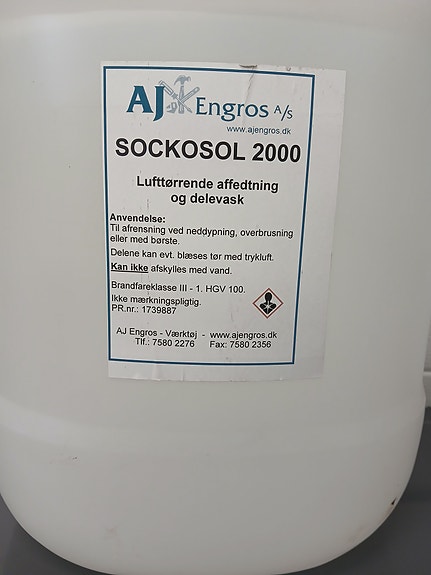 AJ Engros A/S
www.ajengros.dk
SOCKOSOL 2000
Lufttørrende affedtning
og delevask
Anvendelse:
Til afrensning ved neddypning, overbrusning
eller med børste.
Delene kan evt. blæses tør med trykluft.
Kan ikke afskylles med vand.
Brandfareklasse III - 1. HGV 100.
Ikke mærkningspligtig.
PR.nr.: 1739887
AJ Engros - Værktøj - www.ajengros.dk
Tlf.: 7580 2276 Fax: 7580 2356